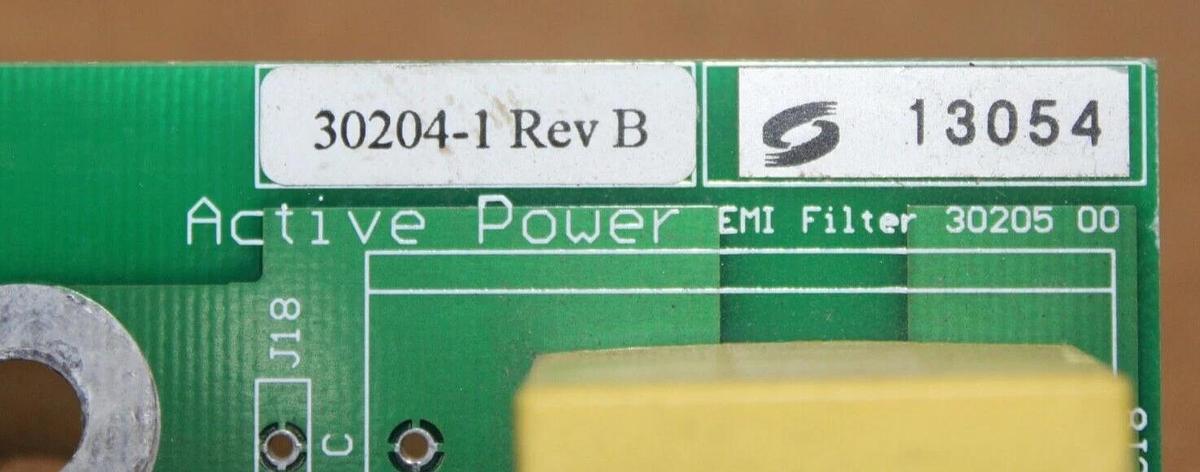 30204-1 Rev B
13054
Active Power EMI Filter 30205 00
J18
C